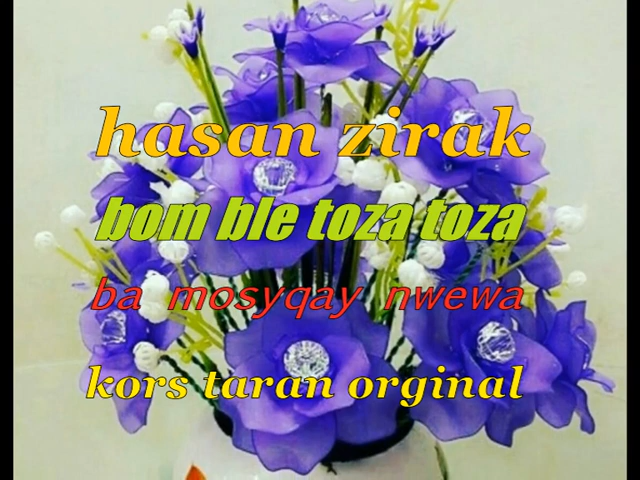 hasan zirak
bom ble toza toza
ba mosyqay nwewa
kors taran orginal